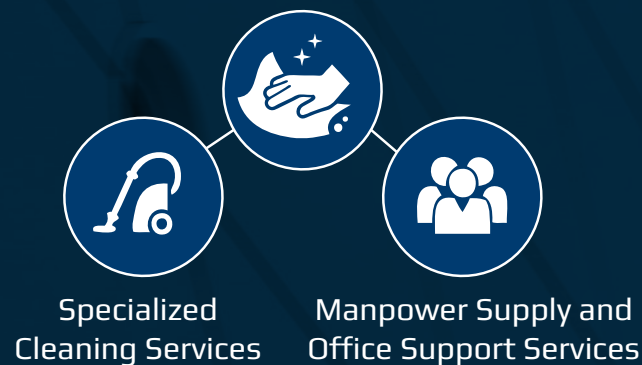 Specialized
Cleaning Services
Manpower Supply and
Office Support Services